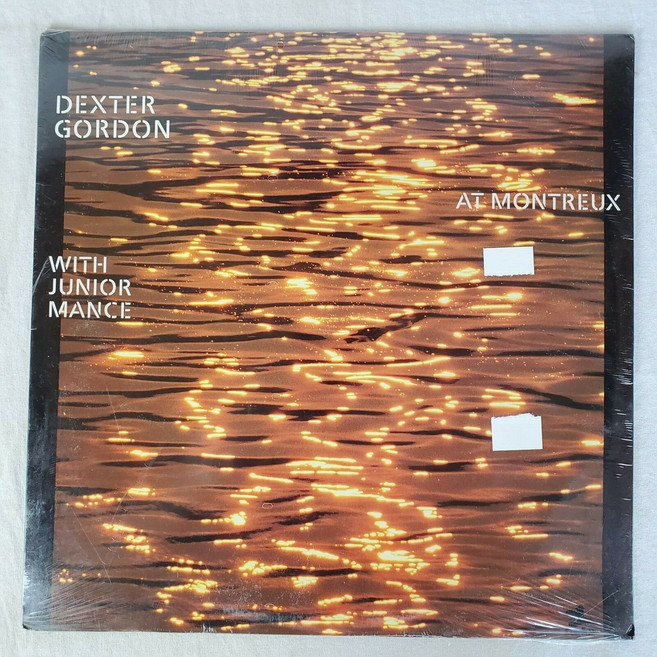 DEXTER
GORDON
AT MONTREUX
WITH
JUNIOR
MANCE